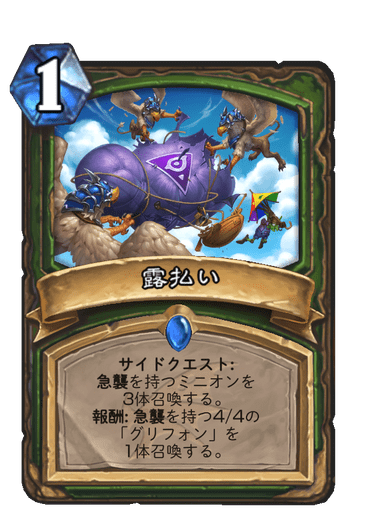 1
露払い
サイドクエスト:
急襲を持つミニオンを
3体召喚する。
報酬: 急襲を持つ4/4の
「グリフォン」を
1体召喚する。